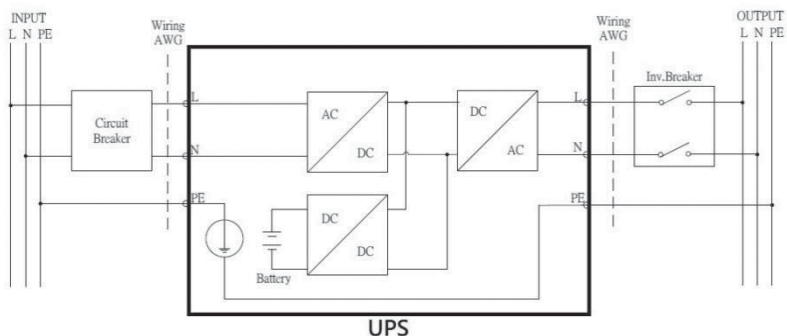 INPUT
L N PE
Wiring
AWG
Wiring
AWG
OUTPUT
L N PE
Circuit
Breaker
L
N
PE
AC
DC
DC
AC
DC
DC
Battery
L
N
PE
Inv.Breaker
UPS